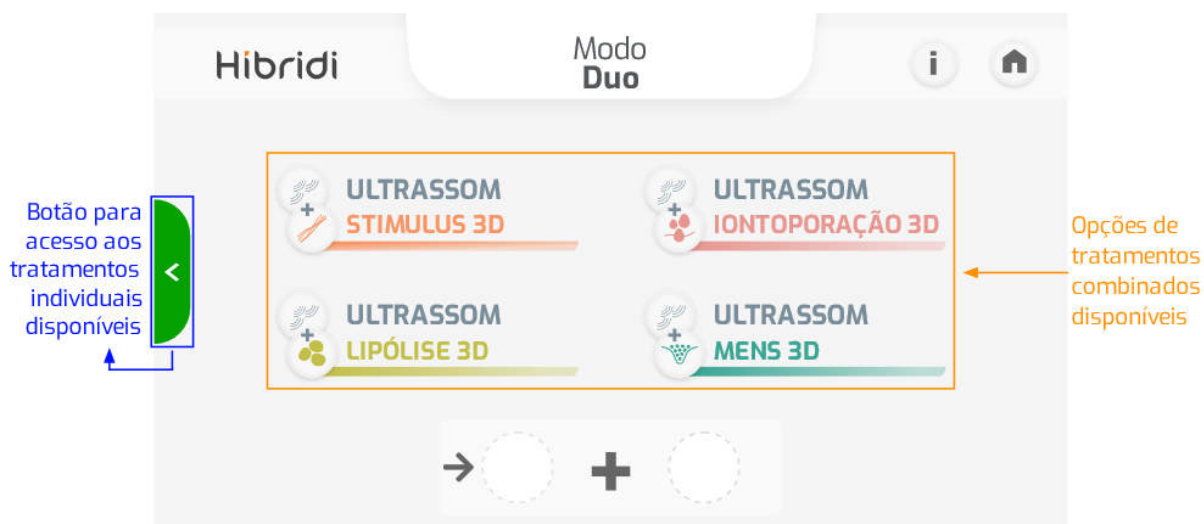 Híbridi
Modo
Duo
i
ULTRASSOM
STIMULUS 3D
ULTRASSOM
IONTOPORAÇÃO 3D
ULTRASSOM
LIPÓLISE 3D
ULTRASSOM
MENS 3D
Botão para
acesso aos
tratamentos
individuais
disponíveis
Opções de
tratamentos
combinados
disponíveis